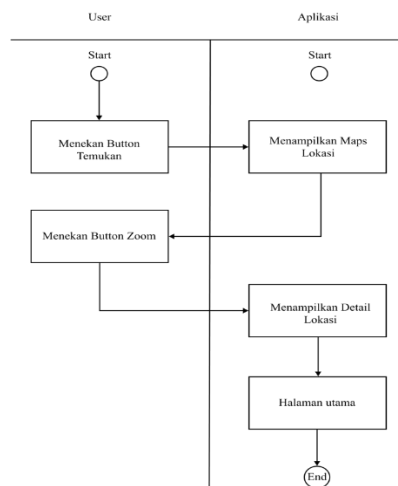 User
Aplikasi
Start
Start
Menekan Button
Temukan
Menampilkan Maps
Lokasi
Menekan Button Zoom
Menampilkan Detail
Lokasi
Halaman utama
End